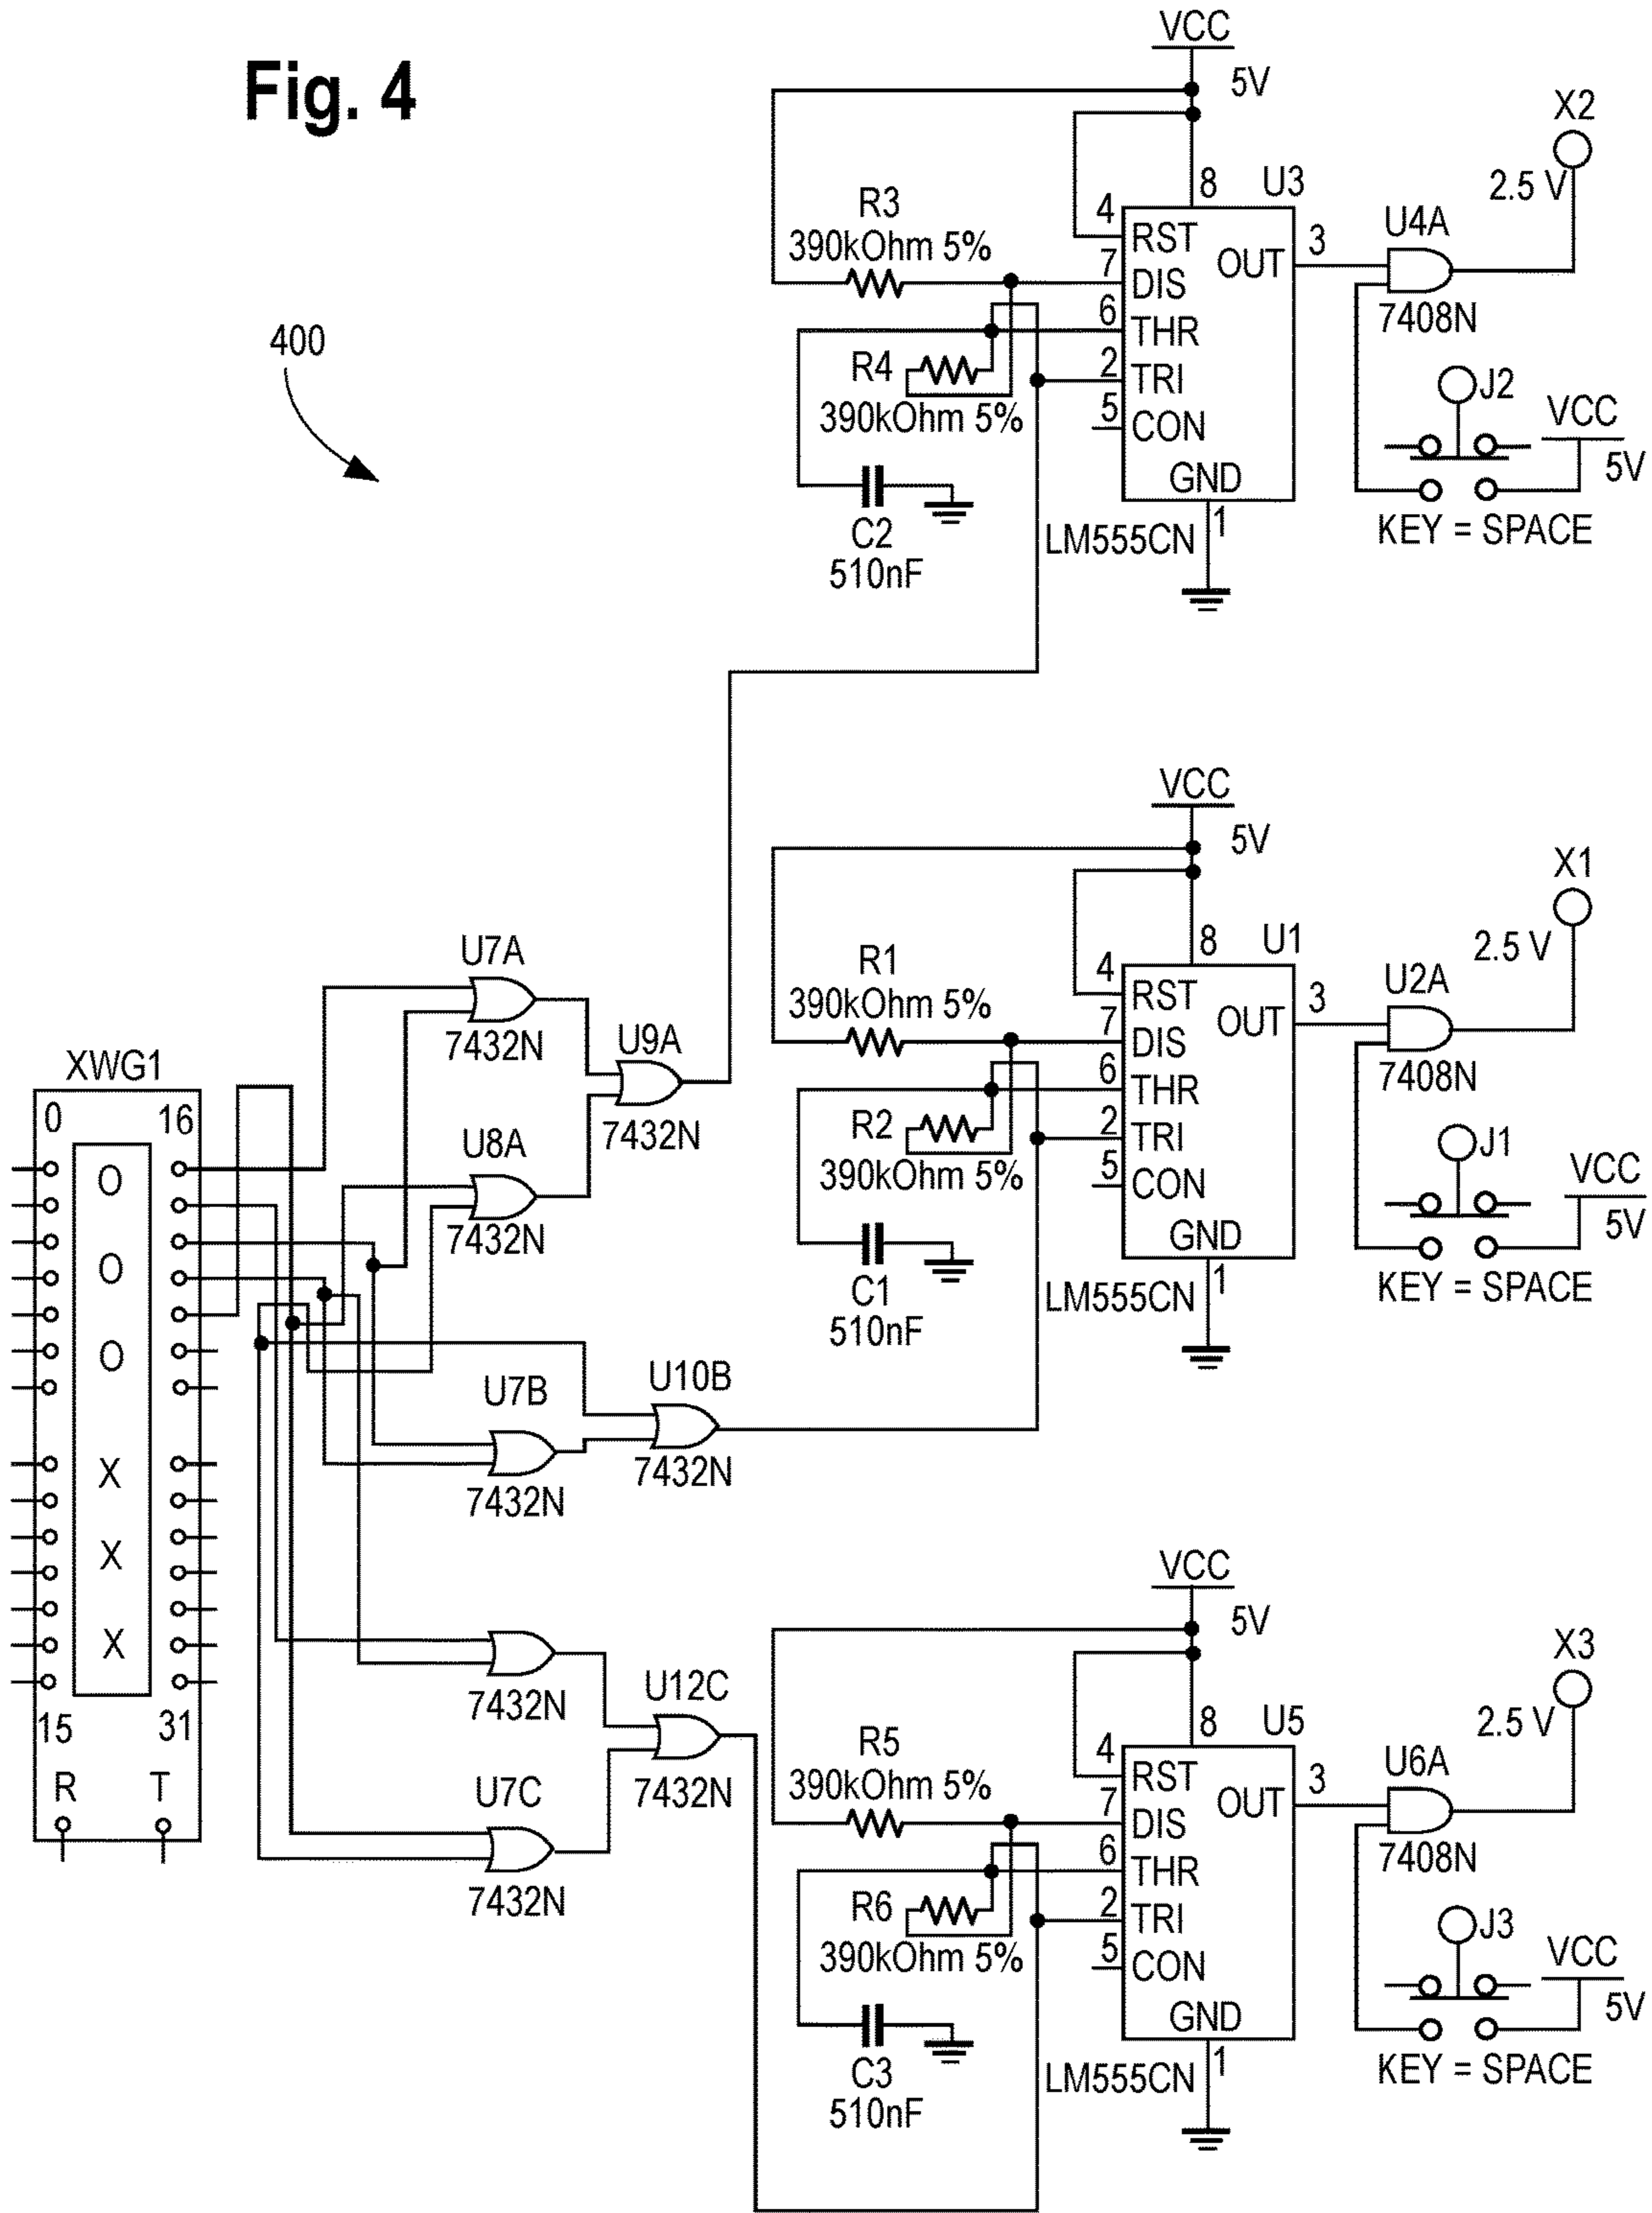 Fig. 4
400
VCC
5V
X2
2.5 V
8
U3
4
RST
R3
390kOhm 5%
7
DIS
OUT
3
U4A
7408N
6
THR
R4
390kOhm 5%
2
TRI
5
CON
GND
1
LM555CN
C2
510nF
J2
VCC
5V
KEY = SPACE
VCC
5V
X1
2.5 V
8
U1
4
RST
R1
390kOhm 5%
7
DIS
OUT
3
U2A
7408N
6
THR
R2
390kOhm 5%
2
TRI
5
CON
GND
1
LM555CN
C1
510nF
J1
VCC
5V
KEY = SPACE
U7A
7432N
U9A
7432N
U8A
7432N
XWG1
0
16
O
O
O
X
X
X
15
31
R
T
U7B
7432N
U10B
7432N
7432N
U12C
7432N
U7C
7432N
VCC
5V
X3
2.5 V
8
U5
4
RST
R5
390kOhm 5%
7
DIS
OUT
3
U6A
7408N
6
THR
R6
390kOhm 5%
2
TRI
5
CON
GND
1
LM555CN
C3
510nF
J3
VCC
5V
KEY = SPACE